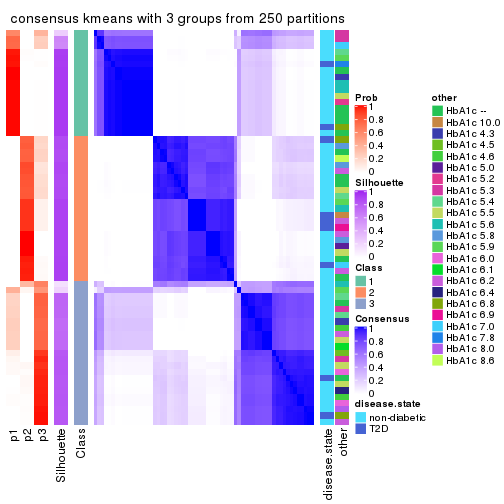 consensus kmeans with 3 groups from 250 partitions
p1
p2
p3
Silhouette
Class
disease.state
other
Prob
1
0.8
0.6
0.4
0.2
0
Silhouette
1
0.8
0.6
0.4
0.2
0
Class
1
2
3
Consensus
1
0.8
0.6
0.4
0.2
0
disease.state
non-diabetic
T2D
other
HbA1c --
HbA1c 10.0
HbA1c 4.3
HbA1c 4.5
HbA1c 4.6
HbA1c 5.0
HbA1c 5.2
HbA1c 5.3
HbA1c 5.4
HbA1c 5.5
HbA1c 5.6
HbA1c 5.8
HbA1c 5.9
HbA1c 6.0
HbA1c 6.1
HbA1c 6.2
HbA1c 6.4
HbA1c 6.8
HbA1c 6.9
HbA1c 7.0
HbA1c 7.8
HbA1c 8.0
HbA1c 8.6